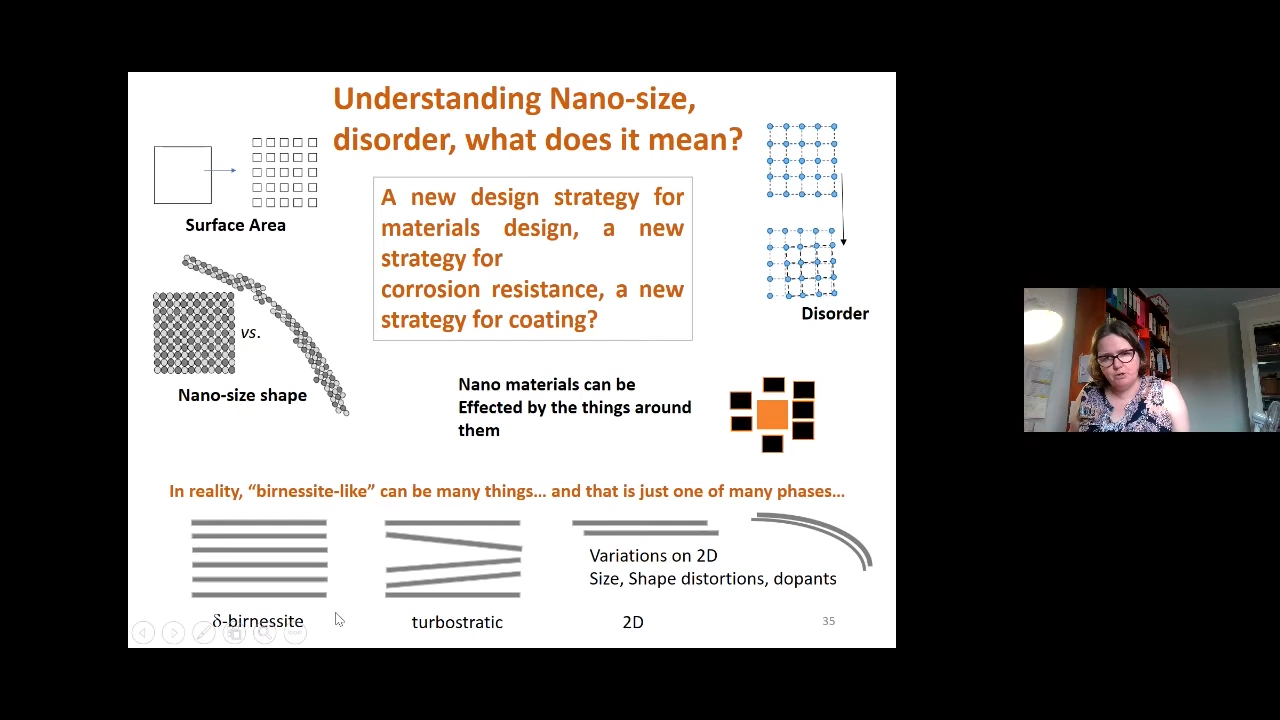 Understanding Nano-size,
disorder, what does it mean?
Surface Area
A new design strategy for
materials design, a new
strategy for
corrosion resistance, a new
strategy for coating?
Disorder
vs.
Nano-size shape
Nano materials can be
Effected by the things around
them
In reality, “birnessite-like” can be many things… and that is just one of many phases…
Variations on 2D
Size, Shape distortions, dopants
δ-birnessite
turbostratic
2D
35